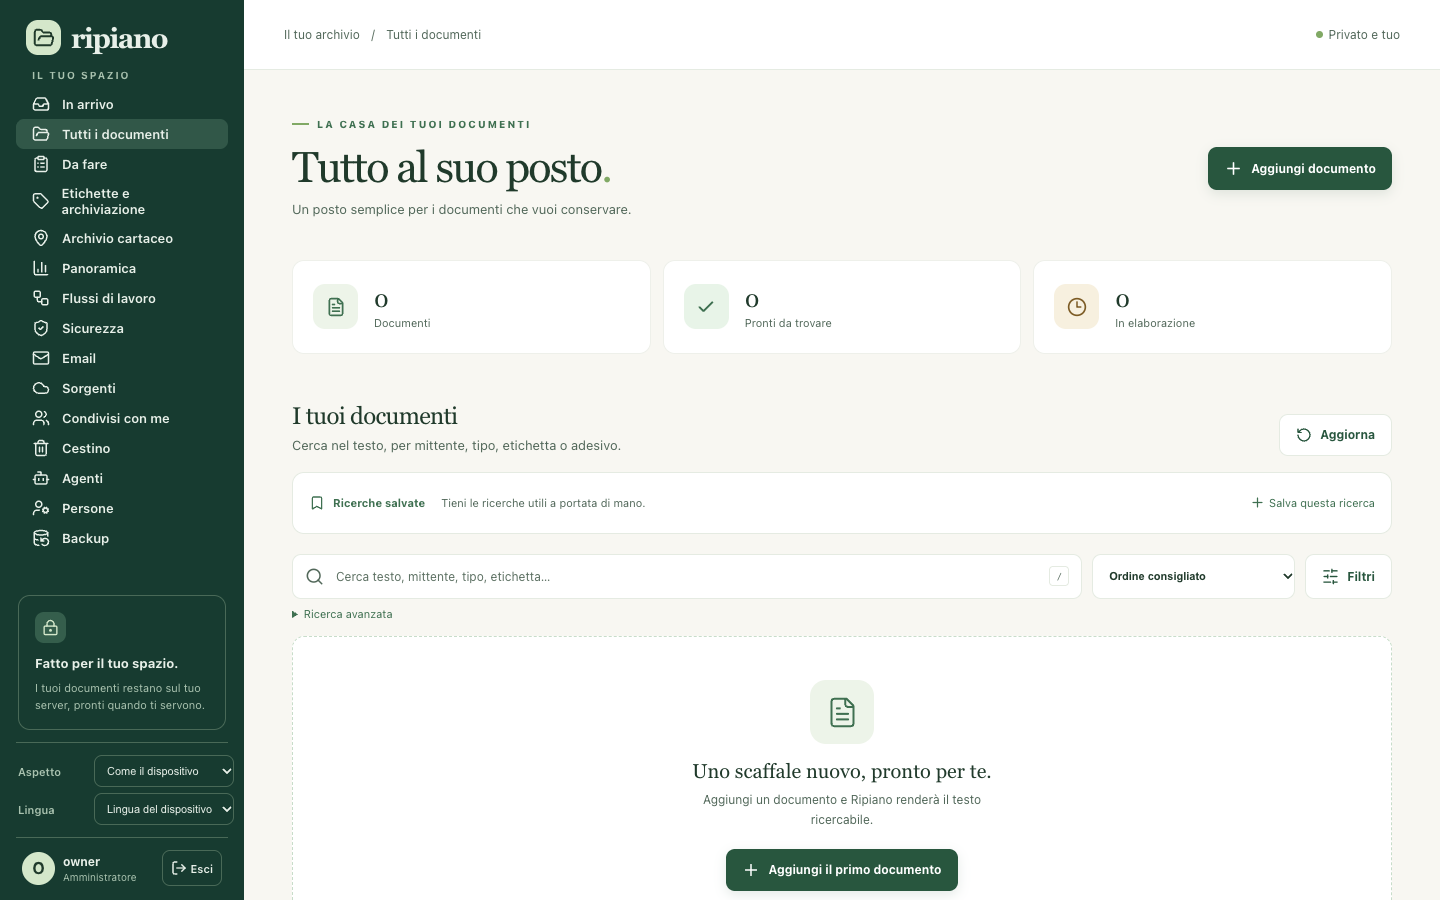 ripiano
IL TUO SPAZIO
In arrivo
Tutti i documenti
Da fare
Etichette e
archiviazione
Archivio cartaceo
Panoramica
Flussi di lavoro
Sicurezza
Email
Sorgenti
Condivisi con me
Cestino
Agenti
Persone
Backup
Fatto per il tuo spazio.
I tuoi documenti restano sul tuo
server, pronti quando ti servono.
Aspetto
Come il dispositivo
Lingua
Lingua del dispositivo
O
owner
Amministratore
Esci
Il tuo archivio / Tutti i documenti
Privato e tuo
LA CASA DEI TUOI DOCUMENTI
Tutto al suo posto.
Un posto semplice per i documenti che vuoi conservare.
Aggiungi documento
0
Documenti
0
Pronti da trovare
0
In elaborazione
I tuoi documenti
Cerca nel testo, per mittente, tipo, etichetta o adesivo.
Aggiorna
Ricerche salvate
Tieni le ricerche utili a portata di mano.
Salva questa ricerca
Cerca testo, mittente, tipo, etichetta...
/
Ordine consigliato
Filtri
Ricerca avanzata
Uno scaffale nuovo, pronto per te.
Aggiungi un documento e Ripiano renderà il testo
ricercabile.
Aggiungi il primo documento